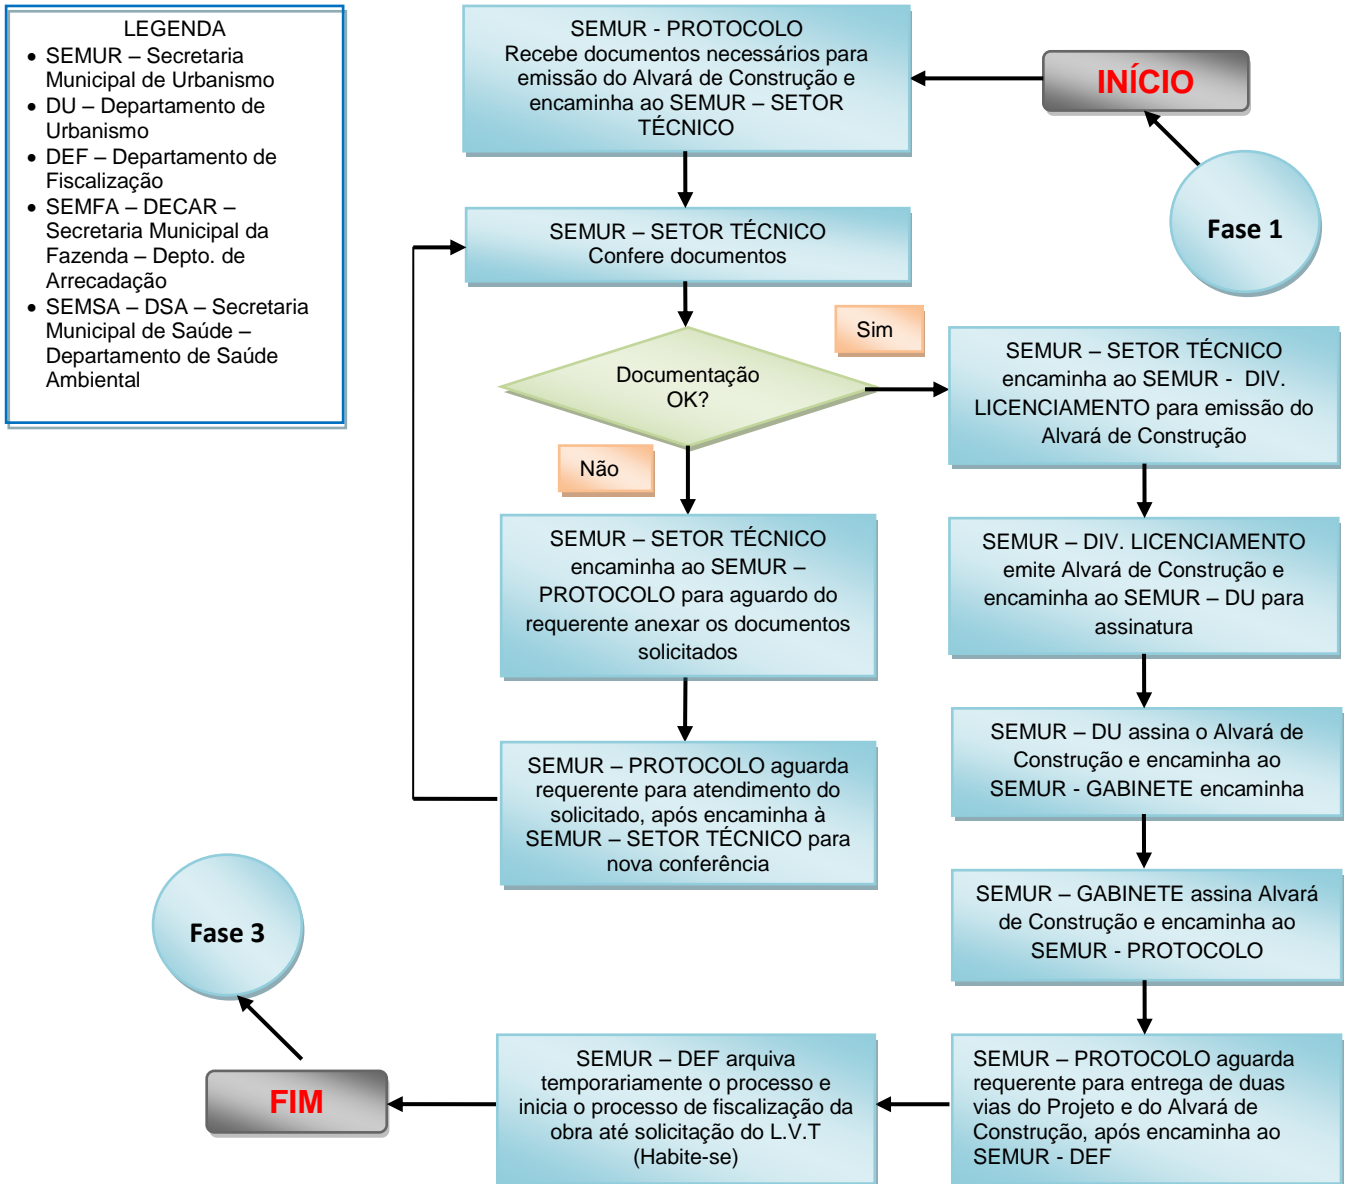 LEGENDA
• SEMUR – Secretaria
Municipal de Urbanismo
• DU – Departamento de
Urbanismo
• DEF – Departamento de
Fiscalização
• SEMFA – DECAR –
Secretaria Municipal da
Fazenda – Depto. de
Arrecadação
• SEMSA – DSA – Secretaria
Municipal de Saúde –
Departamento de Saúde
Ambiental
SEMUR - PROTOCOLO
Recebe documentos necessários para
emissão do Alvará de Construção e
encaminha ao SEMUR – SETOR
TÉCNICO
INÍCIO
Fase 1
SEMUR – SETOR TÉCNICO
Confere documentos
Documentação
OK?
Sim
Não
SEMUR – SETOR TÉCNICO
encaminha ao SEMUR - DIV.
LICENCIAMENTO para emissão do
Alvará de Construção
SEMUR – SETOR TÉCNICO
encaminha ao SEMUR –
PROTOCOLO para aguardo do
requerente anexar os documentos
solicitados
SEMUR – DIV. LICENCIAMENTO
emite Alvará de Construção e
encaminha ao SEMUR – DU para
assinatura
SEMUR – PROTOCOLO aguarda
requerente para atendimento do
solicitado, após encaminha à
SEMUR – SETOR TÉCNICO para
nova conferência
SEMUR – DU assina o Alvará de
Construção e encaminha ao
SEMUR - GABINETE encaminha
SEMUR – GABINETE assina Alvará
de Construção e encaminha ao
SEMUR - PROTOCOLO
SEMUR – PROTOCOLO aguarda
requerente para entrega de duas
vias do Projeto e do Alvará de
Construção, após encaminha ao
SEMUR - DEF
SEMUR – DEF arquiva
temporariamente o processo e
inicia o processo de fiscalização da
obra até solicitação do L.V.T
(Habite-se)
FIM
Fase 3